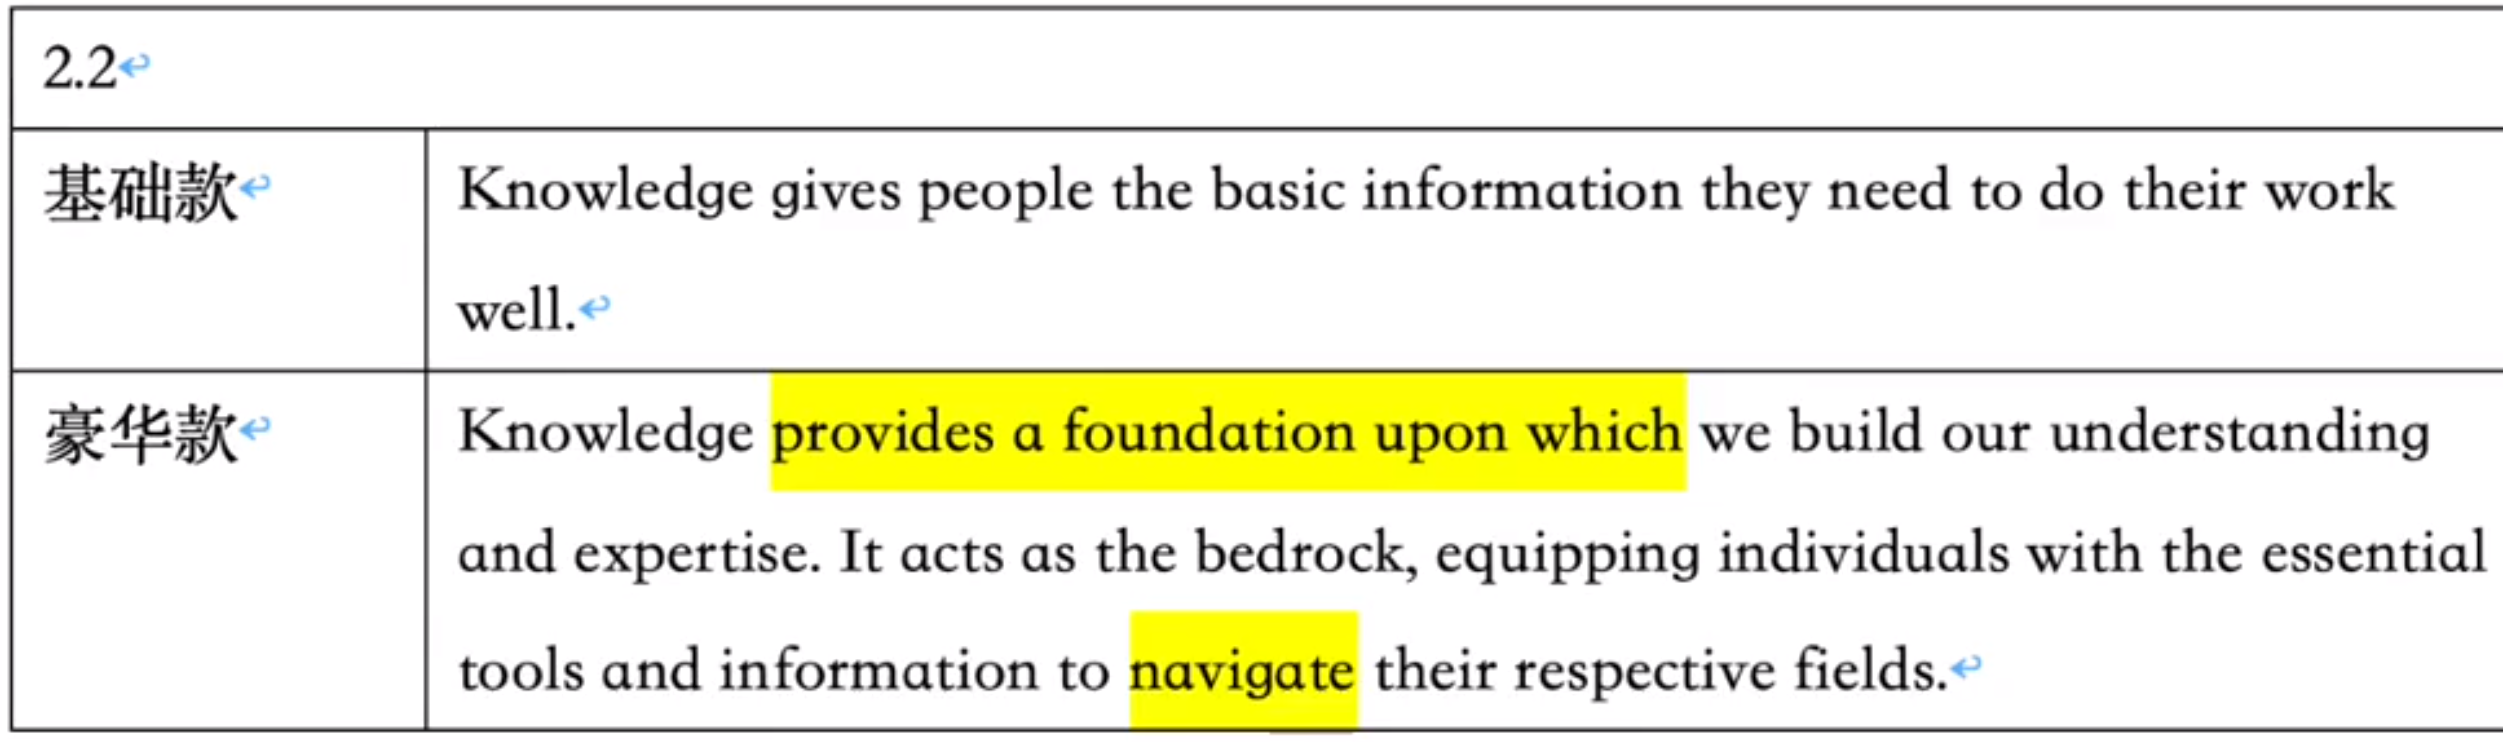 2.2
基础款
Knowledge gives people the basic information they need to do their work
well.
豪华款
Knowledge provides a foundation upon which we build our understanding
and expertise. It acts as the bedrock, equipping individuals with the essential
tools and information to navigate their respective fields.